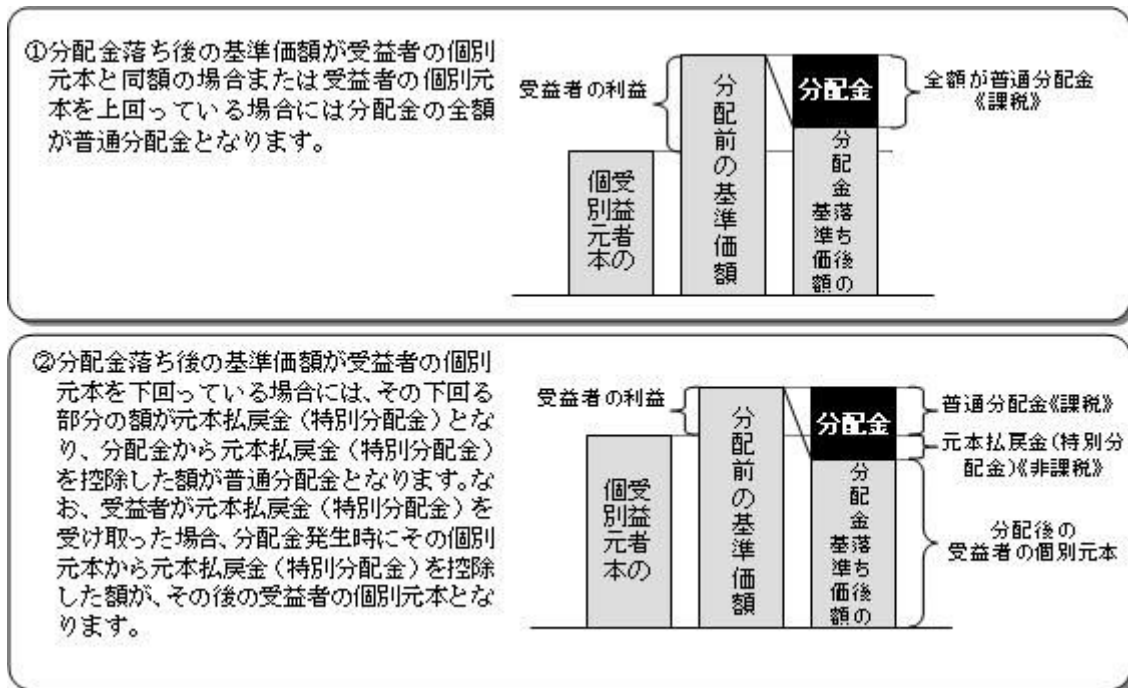 ①分配金落ち後の基準価額が受益者の個別
元本と同額の場合または受益者の個別元
本を上回っている場合には分配金の全額
が普通分配金となります。
受益者の利益
個別元本
受益者の
分配前の基準価額
分配金
分配金
落ち後の
基準価額
全額が普通分配金
《課税》
②分配金落ち後の基準価額が受益者の個別
元本を下回っている場合には、その下回る
部分の額が元本払戻金（特別分配金）とな
り、分配金から元本払戻金（特別分配金）
を控除した額が普通分配金となります。な
お、受益者が元本払戻金（特別分配金）を
受け取った場合、分配金発生時にその個別
元本から元本払戻金（特別分配金）を控除
した額が、その後の受益者の個別元本とな
ります。
受益者の利益
受益者の
個別元本
分配前の基準価額
分配金
分配金
落ち後の
基準価額
普通分配金《課税》
元本払戻金(特別分
配金)《非課税》
分配後の
受益者の個別元本